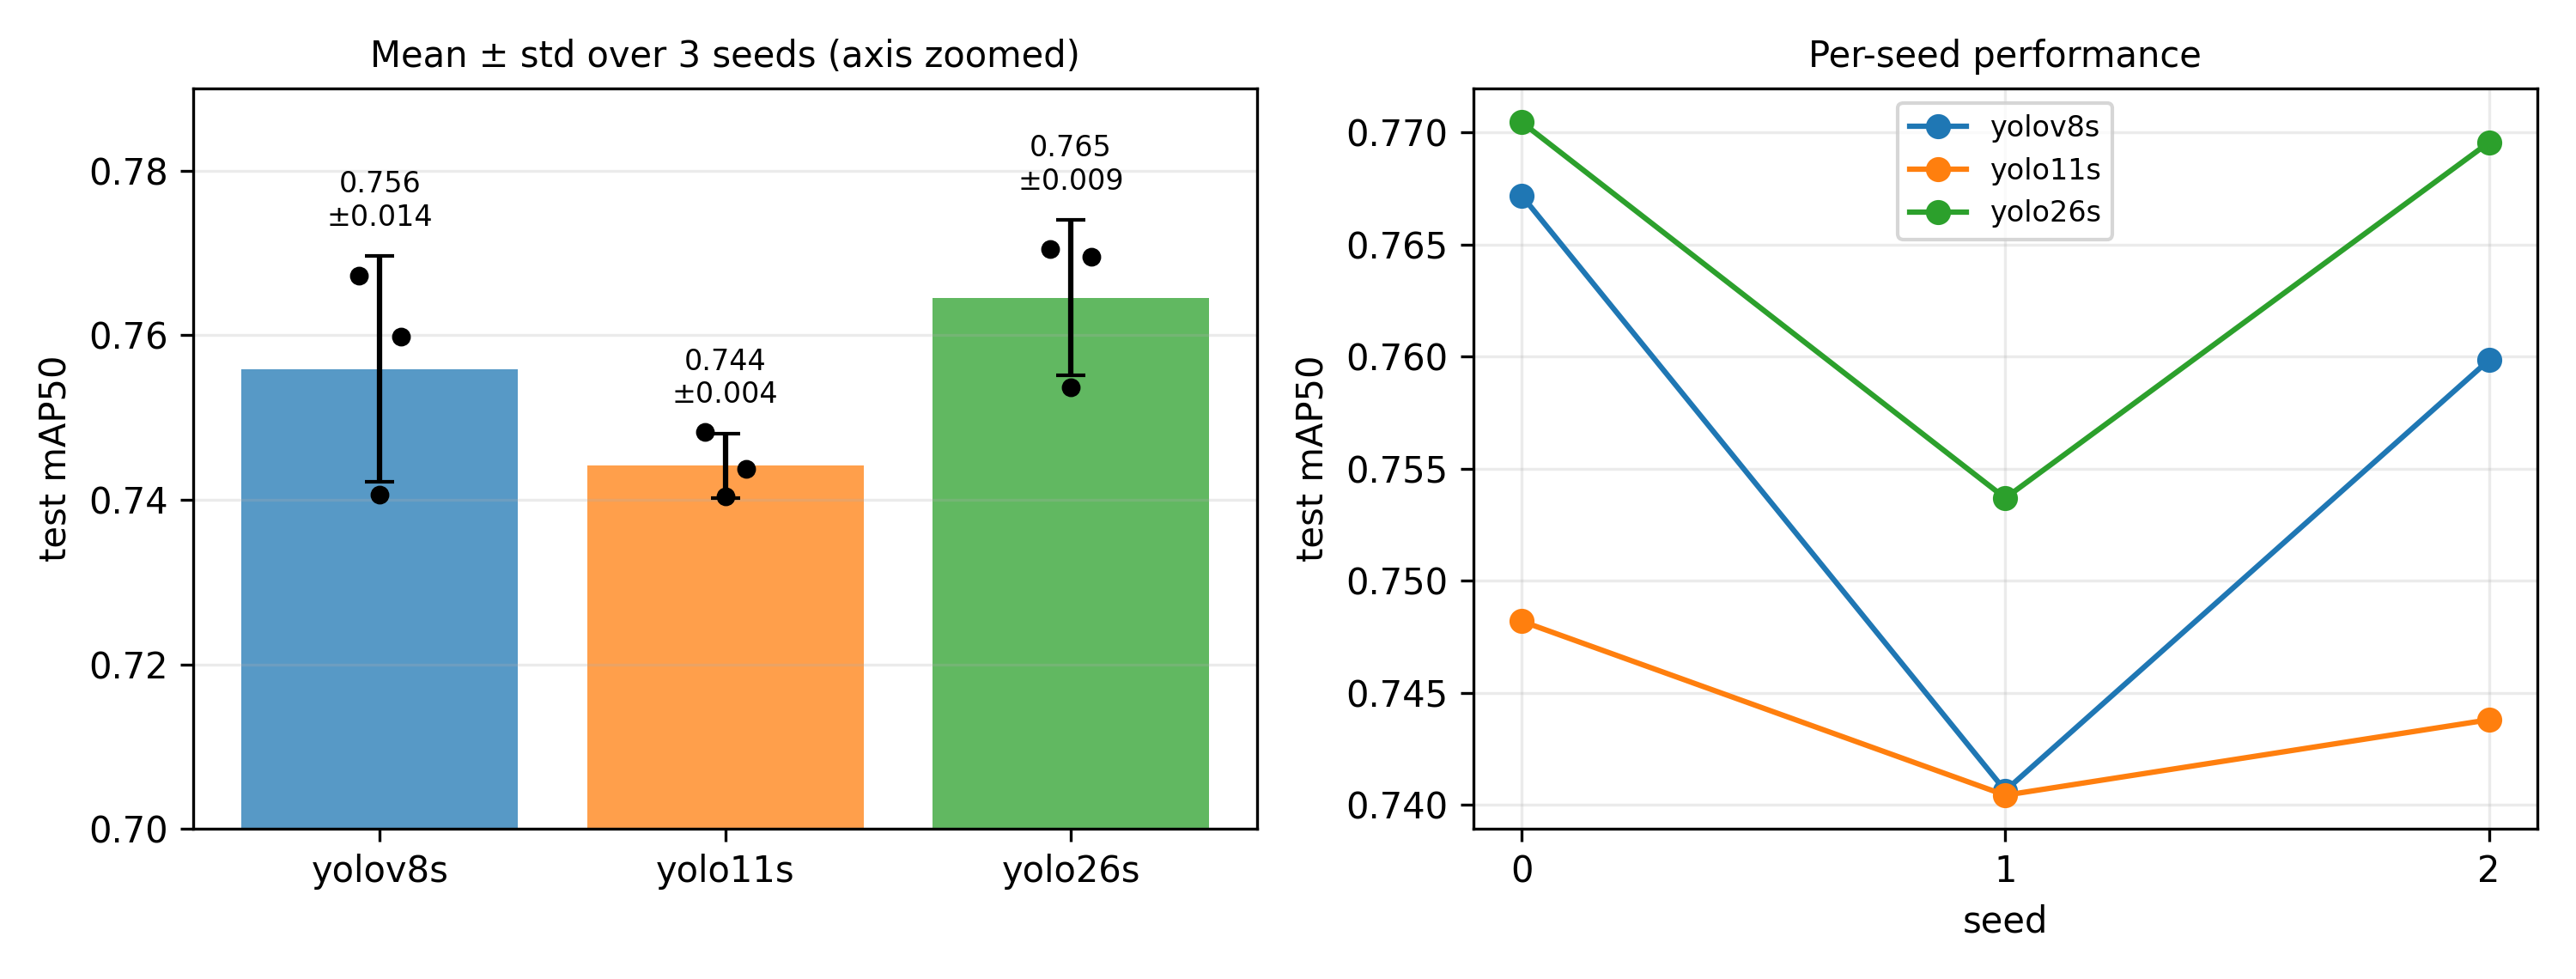 Mean ± std over 3 seeds (axis zoomed)
test mAP50
0.78
0.76
0.74
0.72
0.70
0.756
±0.014
0.744
±0.004
0.765
±0.009
yolov8s
yolo11s
yolo26s
Per-seed performance
test mAP50
0.770
0.765
0.760
0.755
0.750
0.745
0.740
yolov8s
yolo11s
yolo26s
0
1
2
seed